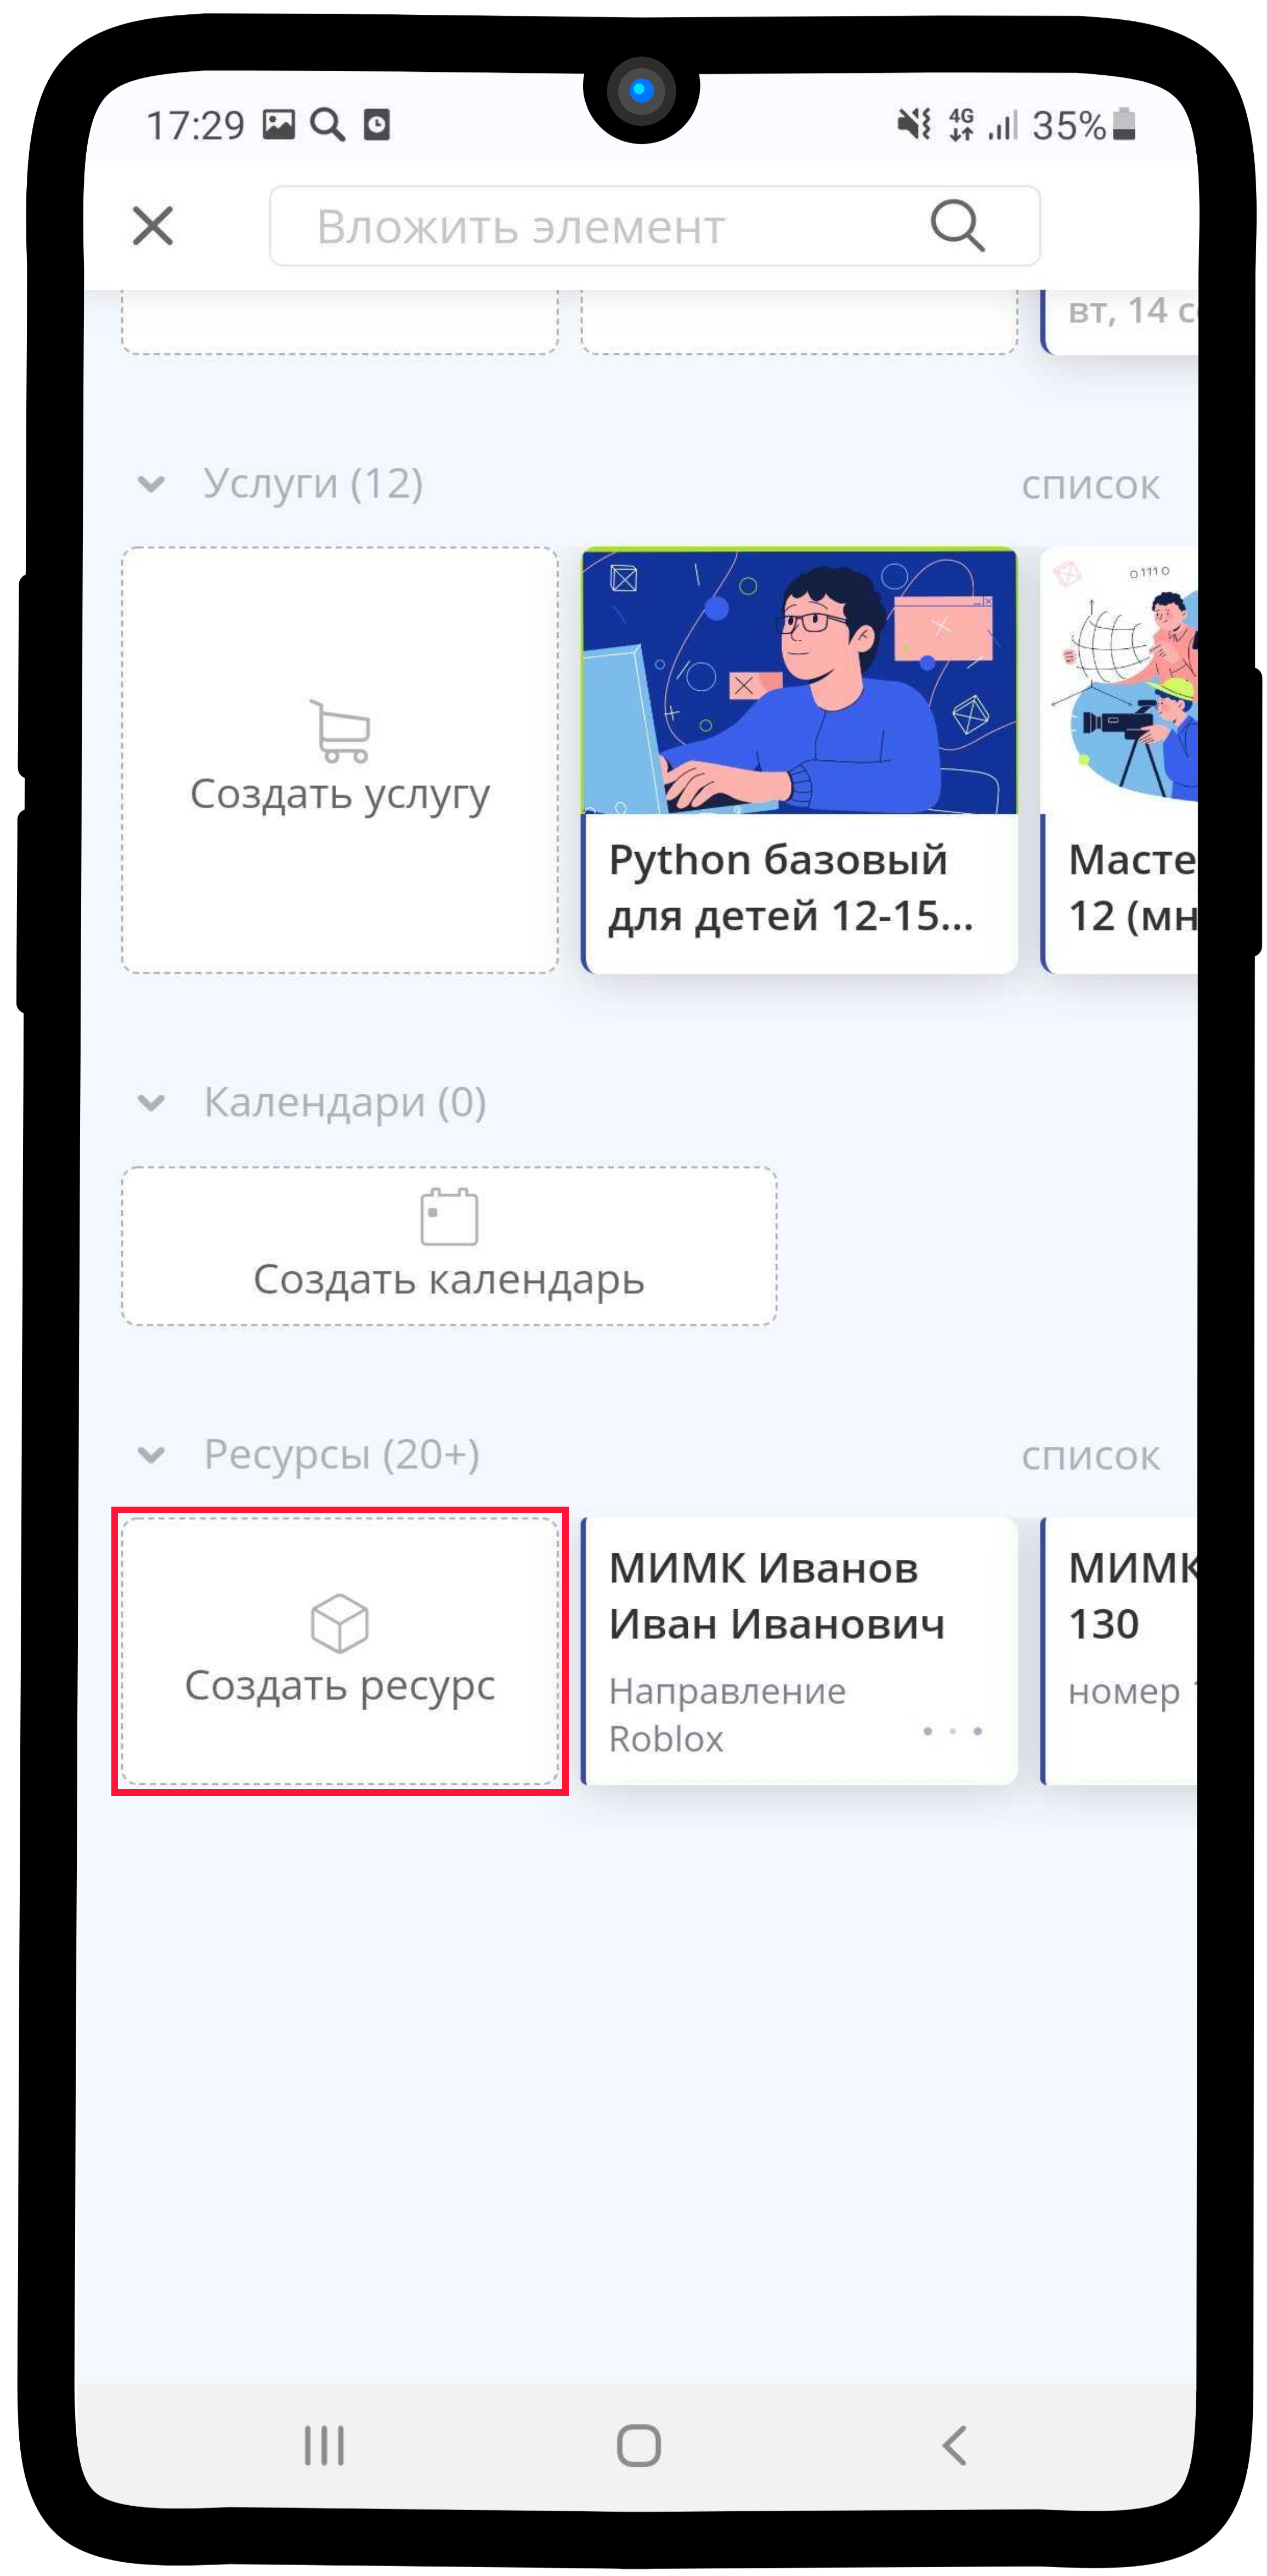 17:29 4G 35%
Вложить элемент
вт, 14
Услуги (12) список
Создать услугу
Python базовый
для детей 12-15...
01110
Масте
12 (мн
Календари (0)
Создать календарь
Ресурсы (20+) список
Создать ресурс
МИМК Иванов
Иван Иванович
Направление
Roblox
МИМК
130
номер